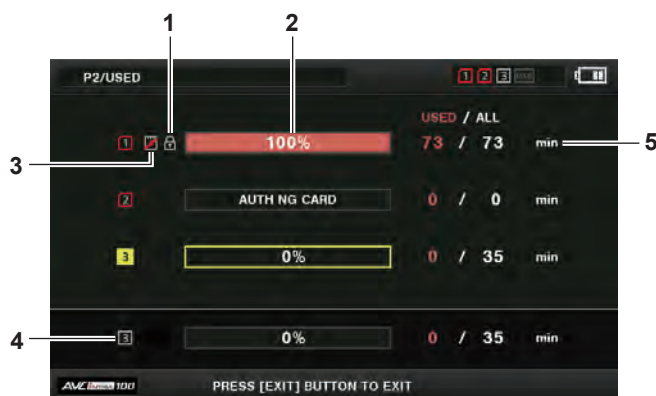 1 2
P2/USED 1 2 3
USED / ALL
1 100% 73 / 73 min 5
3
2 AUTH NG CARD 0 / 0 min
3 0% 0 / 35 min
4 3 0% 0 / 35 min
AVC 100 PRESS [EXIT] BUTTON TO EXIT